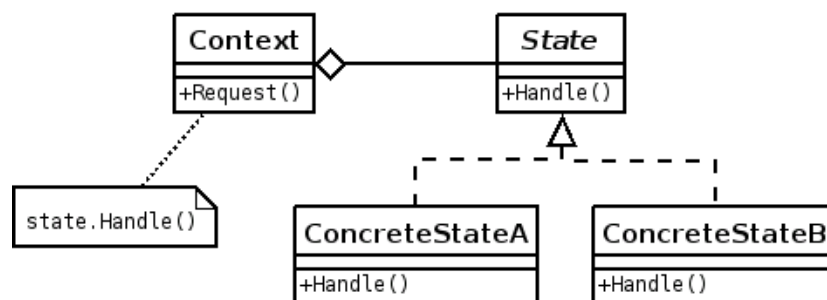 Context
+Request()
State
+Handle()
state.Handle()
ConcreteStateA
+Handle()
ConcreteStateB
+Handle()